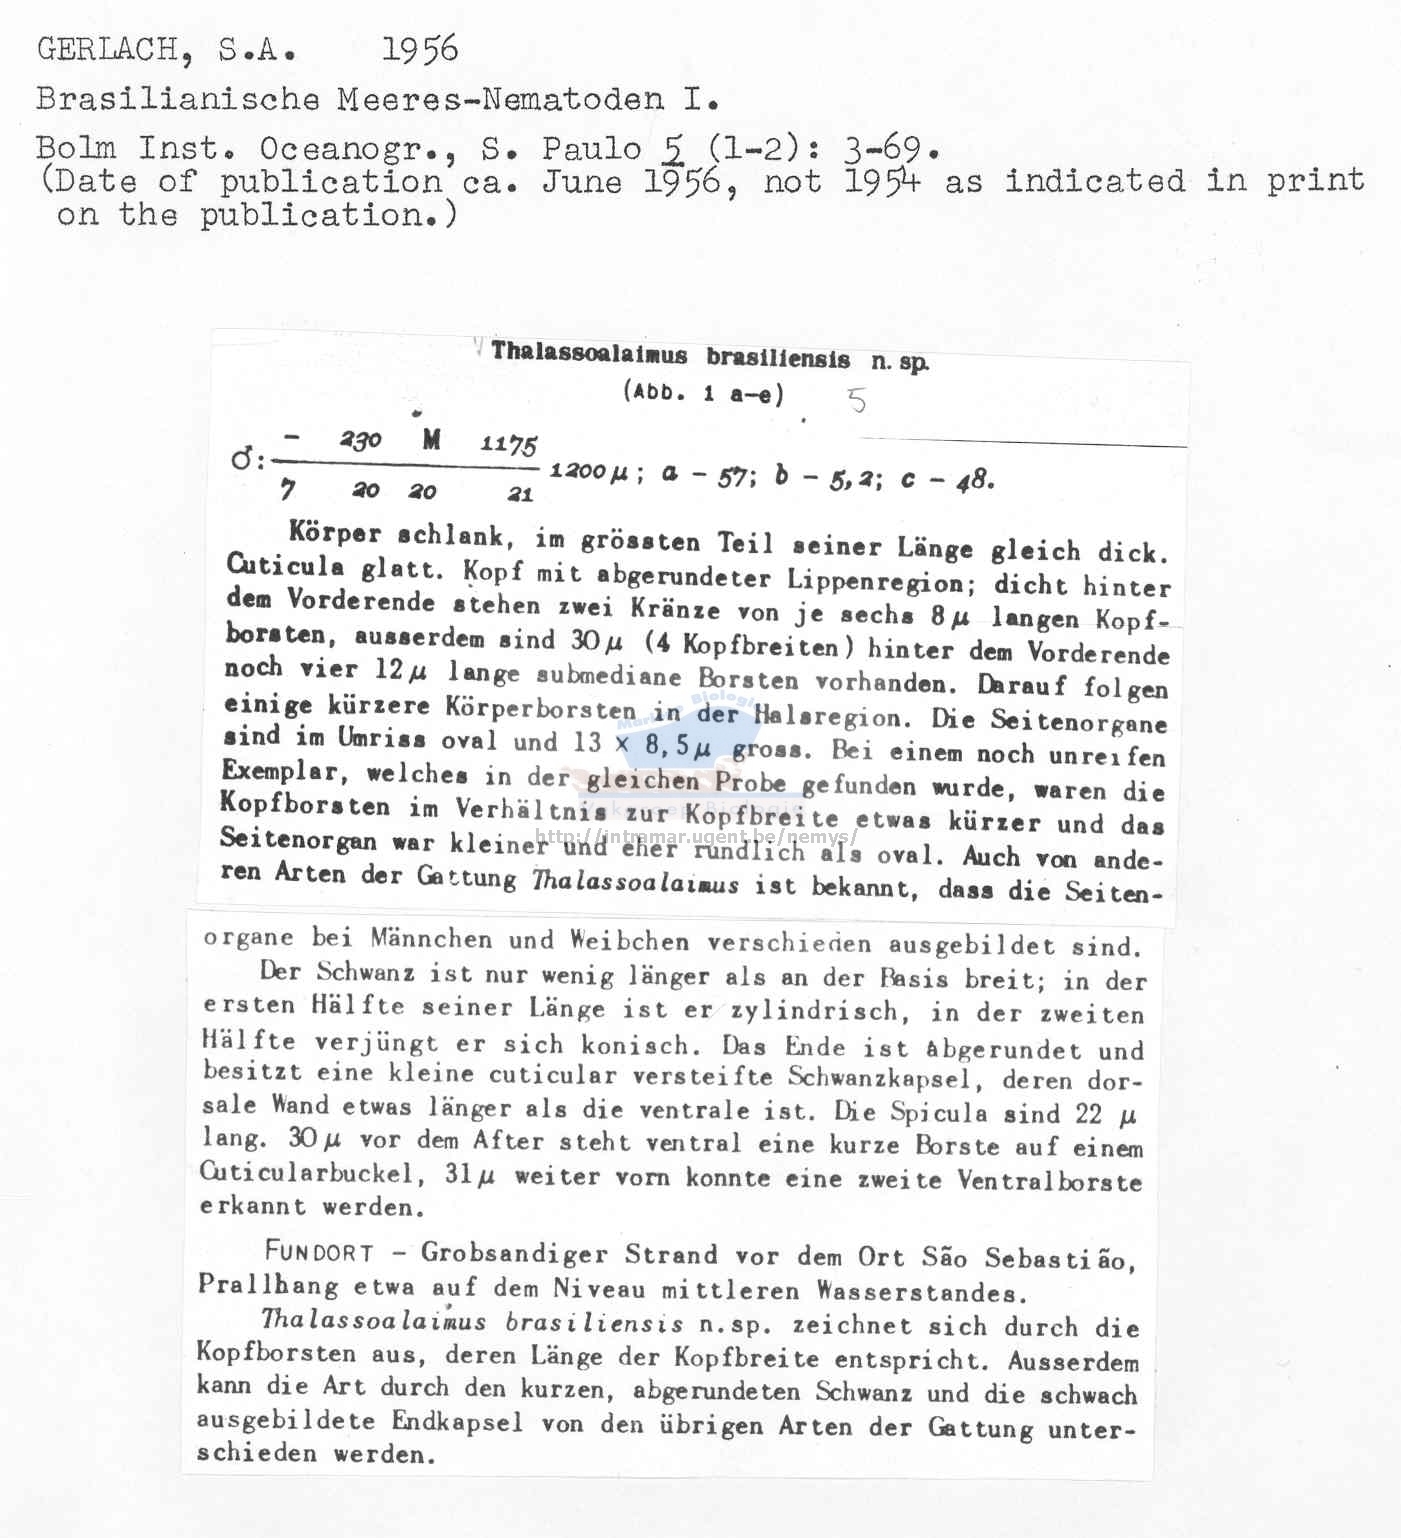 GERLACH, S.A. 1956
Brasilianische Meeres-Nematoden I.
Bolm Inst. Oceanogr., S. Paulo 5 (1-2): 3-69.
(Date of publication ca. June 1956, not 1954 as indicated in print
on the publication.)
Thalassoalaimus brasiliensis n. sp.
(Abb. 1 a-e) 5
- 230 M 1175
♂: 1200 µ; a - 57; b - 5,2; c - 48.
7 20 20 21
Körper schlank, im grössten Teil seiner Länge gleich dick.
Cuticula glatt. Kopf mit abgerundeter Lippenregion; dicht hinter
dem Vorderende stehen zwei Kränze von je sechs 8 µ langen Kopf-
borsten, ausserdem sind 30 µ (4 Kopfbreiten) hinter dem Vorderende
noch vier 12 µ lange submediane Borsten vorhanden. Darauf folgen
einige kürzere Körperborsten in der Halsregion. Die Seitenorgane
sind im Umriss oval und 13 x 8,5 µ gross. Bei einem noch unreifen
Exemplar, welches in der gleichen Probe gefunden wurde, waren die
Kopfborsten im Verhältnis zur Kopfbreite etwas kürzer und das
http://intramar.ugent.be/nemys/
Seitenorgan war kleiner und eher rundlich als oval. Auch von ande-
ren Arten der Gattung Thalassoalaimus ist bekannt, dass die Seiten-
organe bei Männchen und Weibchen verschieden ausgebildet sind.
Der Schwanz ist nur wenig länger als an der Basis breit; in der
ersten Hälfte seiner Länge ist er zylindrisch, in der zweiten
Hälfte verjüngt er sich konisch. Das Ende ist abgerundet und
besitzt eine kleine cuticular versteifte Schwanzkapsel, deren dor-
sale Wand etwas länger als die ventrale ist. Die Spicula sind 22 µ
lang. 30 µ vor dem After steht ventral eine kurze Borste auf einem
Cuticularbuckel, 31 µ weiter vorn konnte eine zweite Ventralborste
erkannt werden.
FUNDORT - Grobsandiger Strand vor dem Ort São Sebastião,
Prallhang etwa auf dem Niveau mittleren Wasserstandes.
Thalassoalaimus brasiliensis n.sp. zeichnet sich durch die
Kopfborsten aus, deren Länge der Kopfbreite entspricht. Ausserdem
kann die Art durch den kurzen, abgerundeten Schwanz und die schwach
ausgebildete Endkapsel von den übrigen Arten der Gattung unter-
schieden werden.